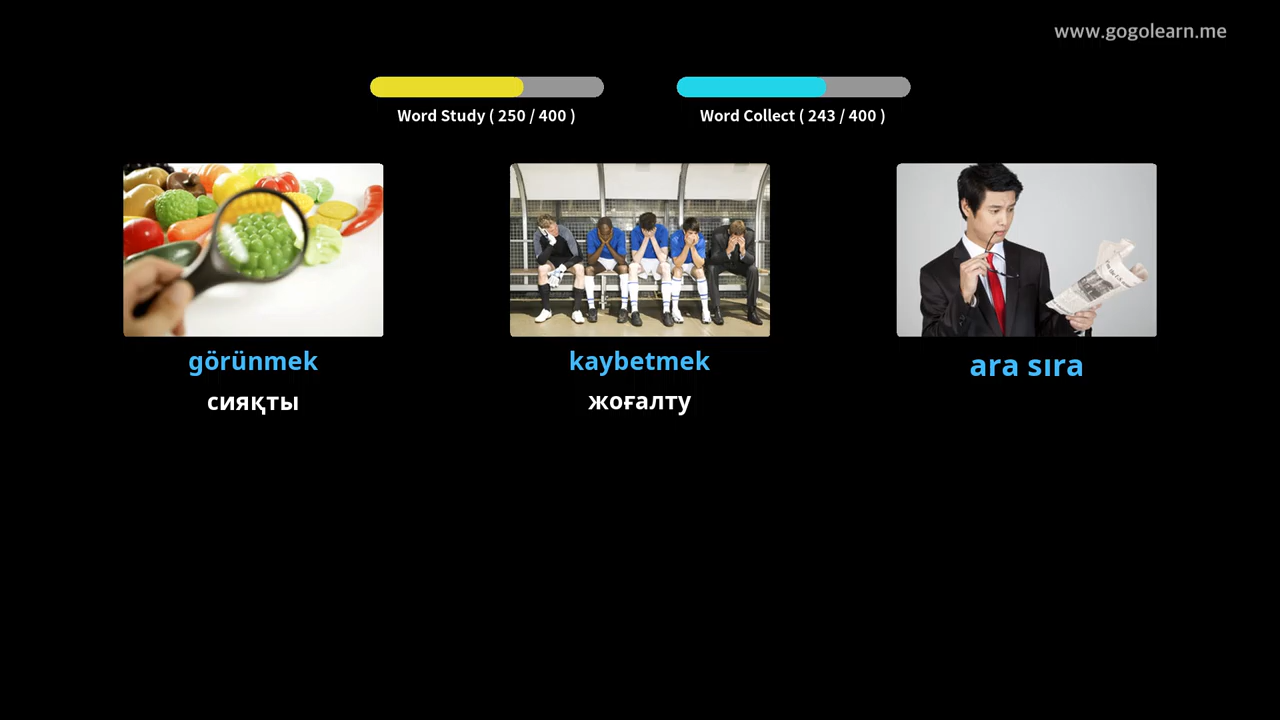 www.gogolearn.me
Word Study ( 250 / 400 )
Word Collect ( 243 / 400 )
görünmek
kaybetmek
ara sıra
сияқты
жоғалту